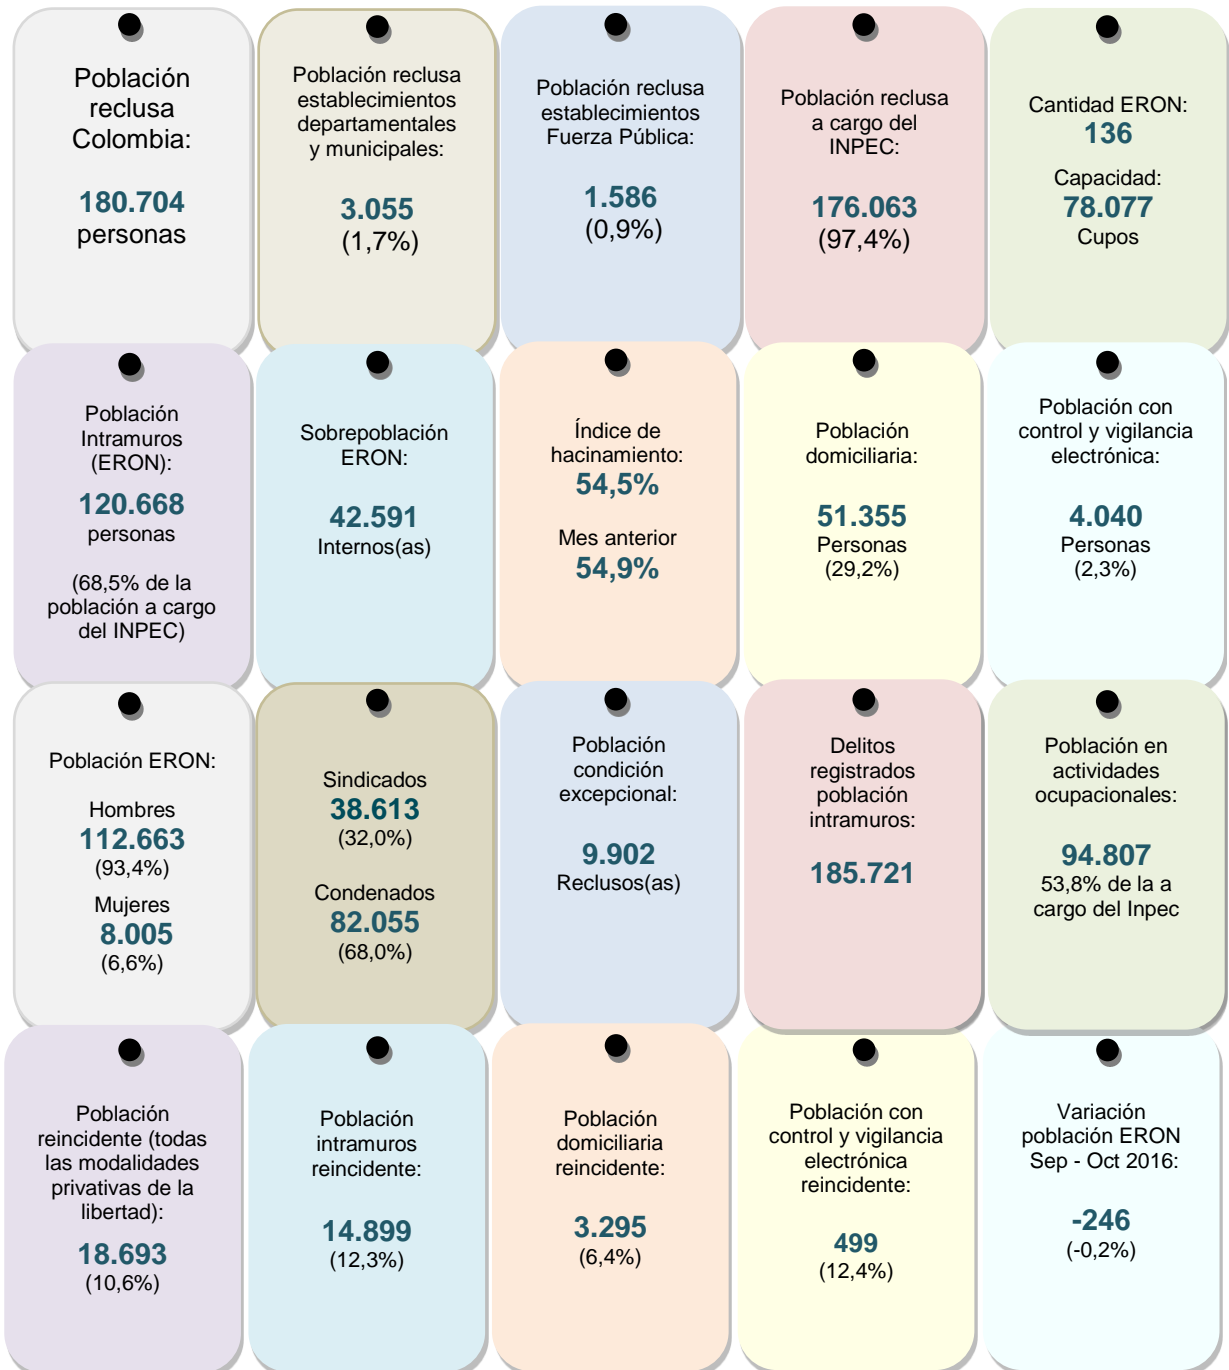 Población
reclusa
Colombia:
180.704
personas
Población reclusa
establecimientos
departamentales
y municipales:
3.055
(1,7%)
Población reclusa
establecimientos
Fuerza Pública:
1.586
(0,9%)
Población reclusa
a cargo del
INPEC:
176.063
(97,4%)
Cantidad ERON:
136
Capacidad:
78.077
Cupos
Población
Intramuros
(ERON):
120.668
personas
(68,5% de la
población a cargo
del INPEC)
Sobrepoblación
ERON:
42.591
Internos(as)
Índice de
hacinamiento:
54,5%
Mes anterior
54,9%
Población
domiciliaria:
51.355
Personas
(29,2%)
Población con
control y vigilancia
electrónica:
4.040
Personas
(2,3%)
Población ERON:
Hombres
112.663
(93,4%)
Mujeres
8.005
(6,6%)
Sindicados
38.613
(32,0%)
Condenados
82.055
(68,0%)
Población
condición
excepcional:
9.902
Reclusos(as)
Delitos
registrados
población
intramuros:
185.721
Población en
actividades
ocupacionales:
94.807
53,8% de la a
cargo del Inpec
Población
reincidente (todas
las modalidades
privativas de la
libertad):
18.693
(10,6%)
Población
intramuros
reincidente:
14.899
(12,3%)
Población
domiciliaria
reincidente:
3.295
(6,4%)
Población con
control y vigilancia
electrónica
reincidente:
499
(12,4%)
Variación
población ERON
Sep - Oct 2016:
-246
(-0,2%)